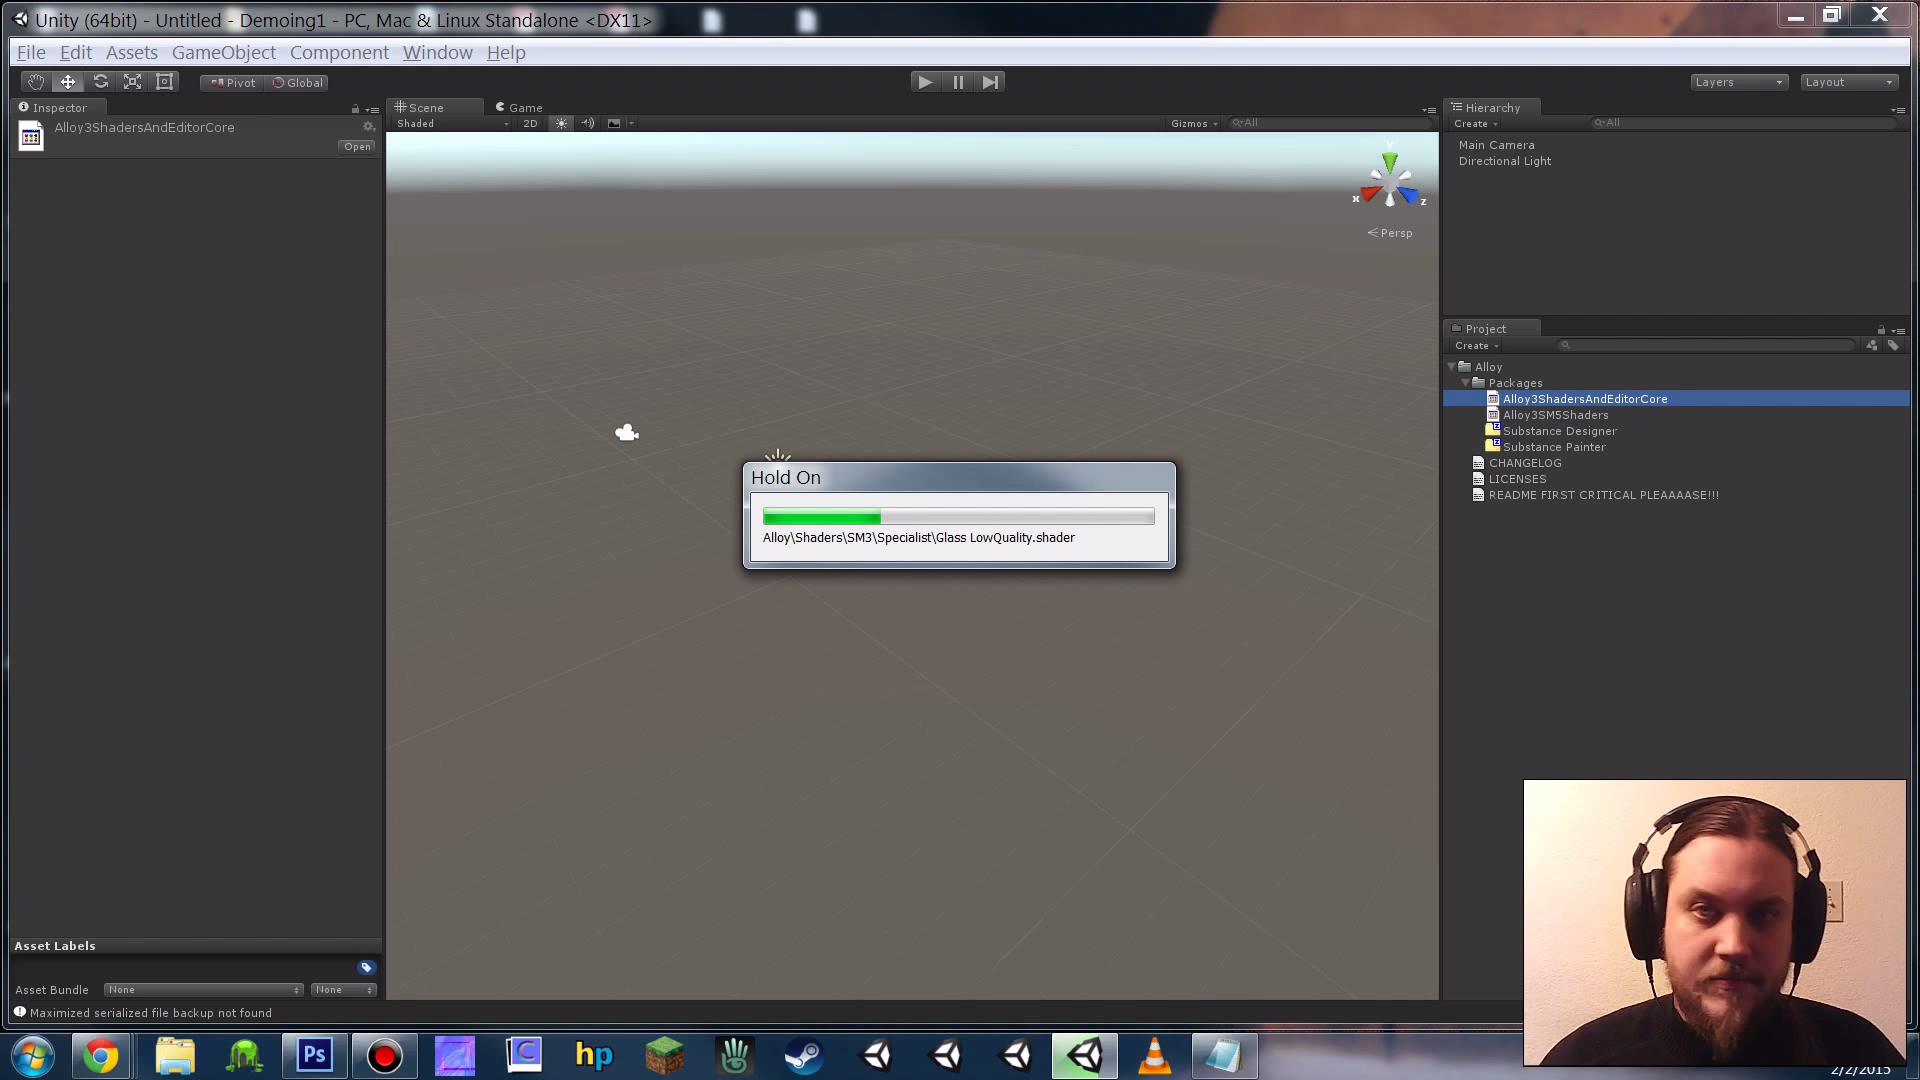 Unity (64bit) - Untitled - Demoing1 - PC, Mac & Linux Standalone <DX11>
File Edit Assets GameObject Component Window Help
Pivot Global
Layers
Layout
Inspector
Alloy3ShadersAndEditorCore
Open
Scene
Game
Shaded
2D
Gizmos
All
y
x
z
Persp
Hold On
Alloy\Shaders\SM3\Specialist\Glass LowQuality.shader
Hierarchy
Create
All
Main Camera
Directional Light
Project
Create
Alloy
Packages
Alloy3ShadersAndEditorCore
Alloy3SM5Shaders
Substance Designer
Substance Painter
CHANGELOG
LICENSES
README FIRST CRITICAL PLEAAAASE!!!
Asset Labels
Asset Bundle None None
Maximized serialized file backup not found
Ps
C
hp
2/2/2015